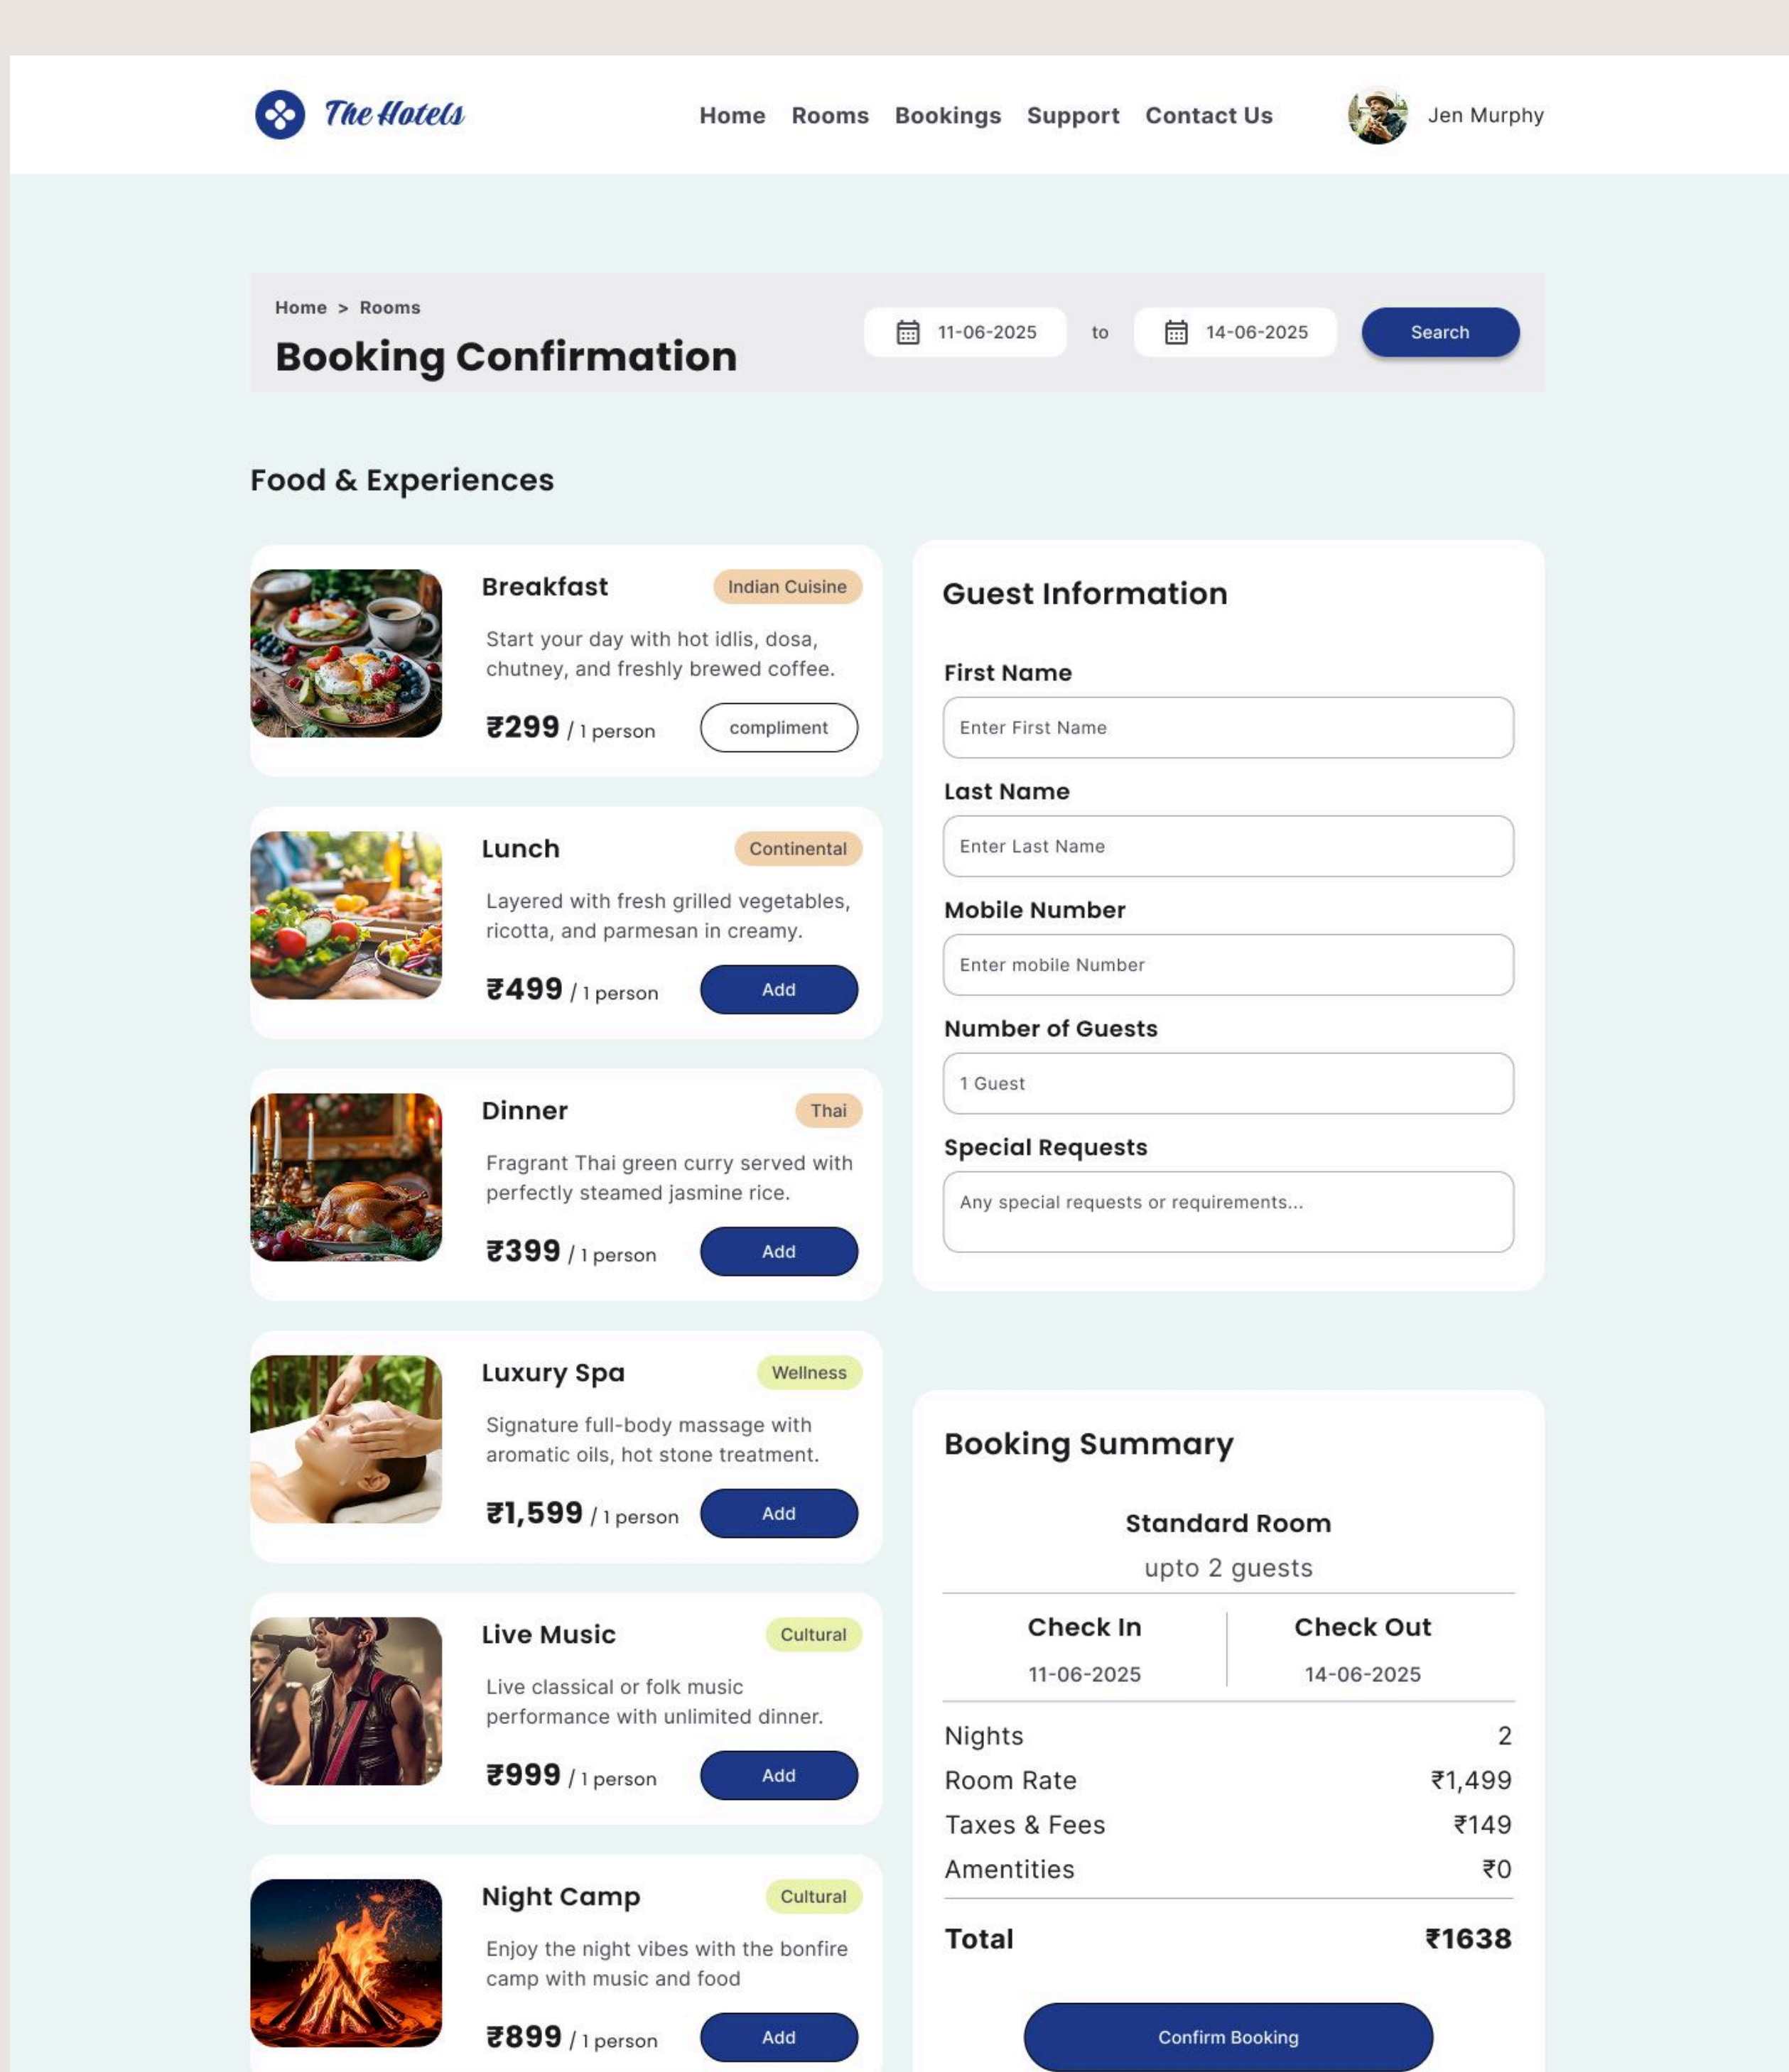 The Hotels
Home Rooms Bookings Support Contact Us
Jen Murphy
Home > Rooms
Booking Confirmation
11-06-2025 to 14-06-2025 Search
Food & Experiences
Breakfast
Indian Cuisine
Start your day with hot idlis, dosa,
chutney, and freshly brewed coffee.
₹299 / 1 person
compliment
Lunch
Continental
Layered with fresh grilled vegetables,
ricotta, and parmesan in creamy.
₹499 / 1 person
Add
Dinner
Thai
Fragrant Thai green curry served with
perfectly steamed jasmine rice.
₹399 / 1 person
Add
Luxury Spa
Wellness
Signature full-body massage with
aromatic oils, hot stone treatment.
₹1,599 / 1 person
Add
Live Music
Cultural
Live classical or folk music
performance with unlimited dinner.
₹999 / 1 person
Add
Night Camp
Cultural
Enjoy the night vibes with the bonfire
camp with music and food
₹899 / 1 person
Add
Guest Information
First Name
Enter First Name
Last Name
Enter Last Name
Mobile Number
Enter mobile Number
Number of Guests
1 Guest
Special Requests
Any special requests or requirements...
Booking Summary
Standard Room
upto 2 guests
Check In
11-06-2025
Check Out
14-06-2025
Nights 2
Room Rate ₹1,499
Taxes & Fees ₹149
Amentities ₹0
Total ₹1638
Confirm Booking